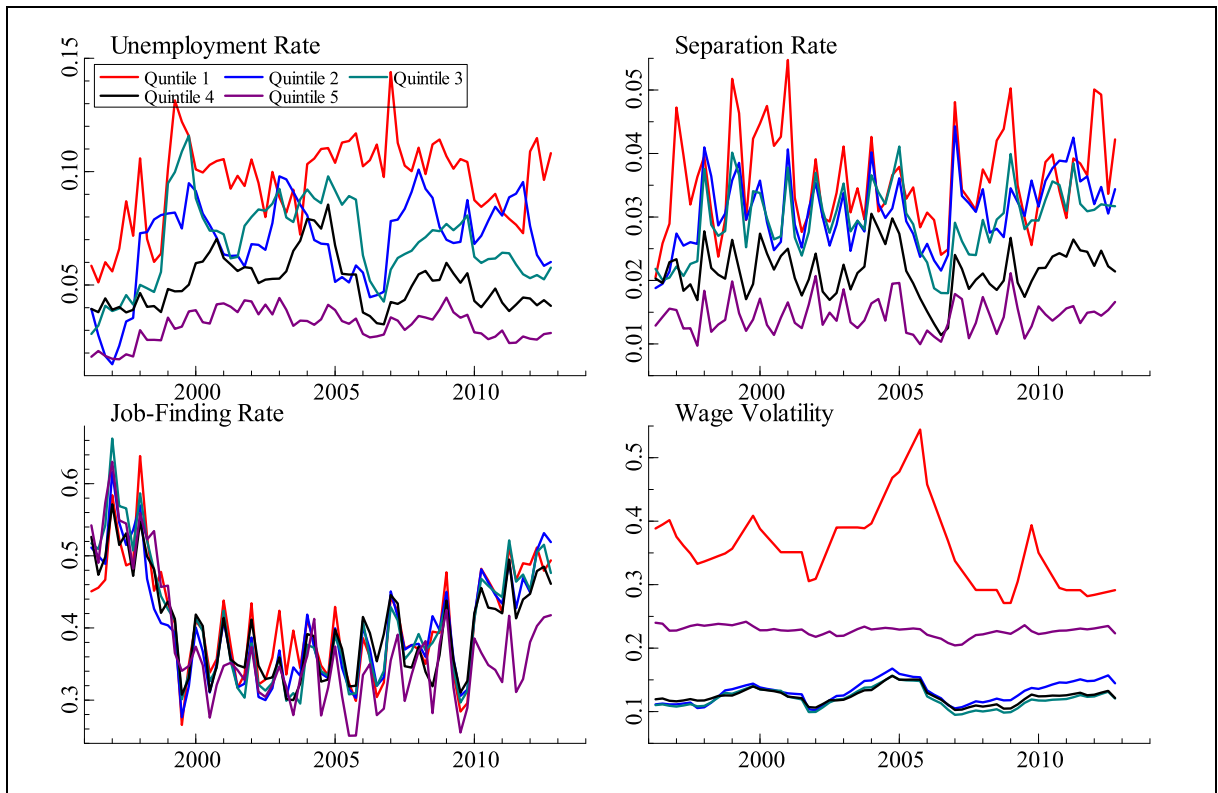 Unemployment Rate
0.15
0.10
0.05
Quntile 1 Quintile 2 Quintile 3
Quintile 4 Quintile 5
2000 2005 2010
Separation Rate
0.05
0.04
0.03
0.02
0.01
2000 2005 2010
Job-Finding Rate
0.6
0.5
0.4
0.3
2000 2005 2010
Wage Volatility
0.5
0.4
0.3
0.2
0.1
2000 2005 2010